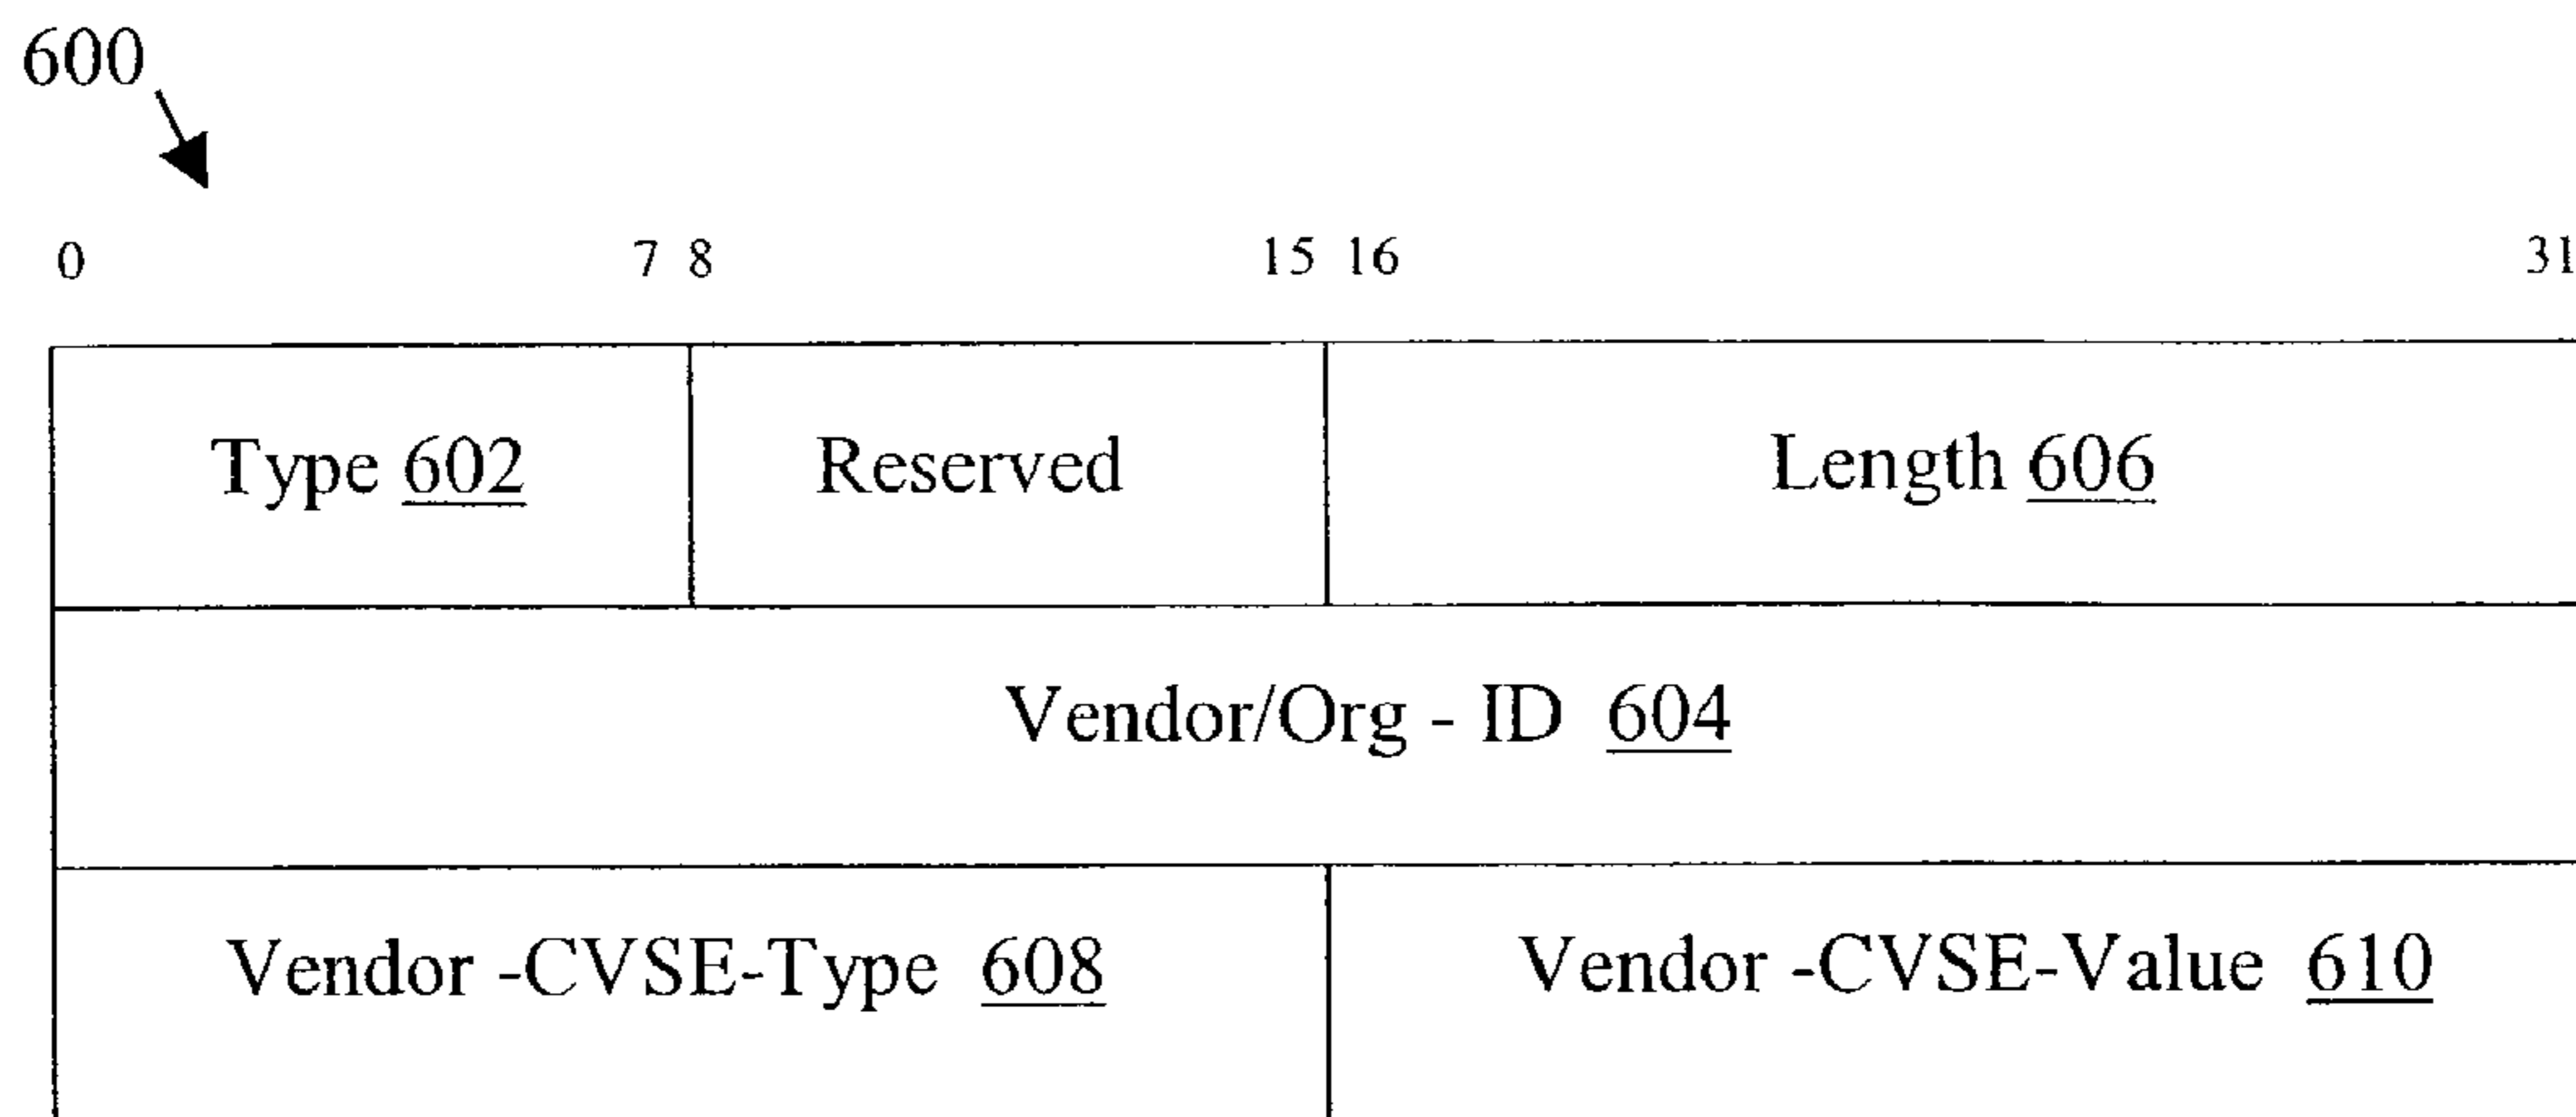 600
0 7 8 15 16 31
Type 602 Reserved Length 606
Vendor/Org - ID 604
Vendor -CVSE-Type 608 Vendor -CVSE-Value 610